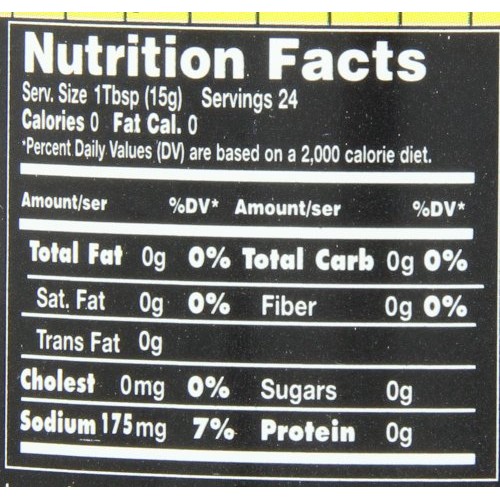 Nutrition Facts
Serv. Size 1Tbsp (15g) Servings 24
Calories 0 Fat Cal. 0
*Percent Daily Values (DV) are based on a 2,000 calorie diet.
Amount/ser %DV* Amount/ser %DV*
Total Fat 0g 0% Total Carb 0g 0%
Sat. Fat 0g 0% Fiber 0g 0%
Trans Fat 0g
Cholest 0mg 0% Sugars 0g
Sodium 175mg 7% Protein 0g